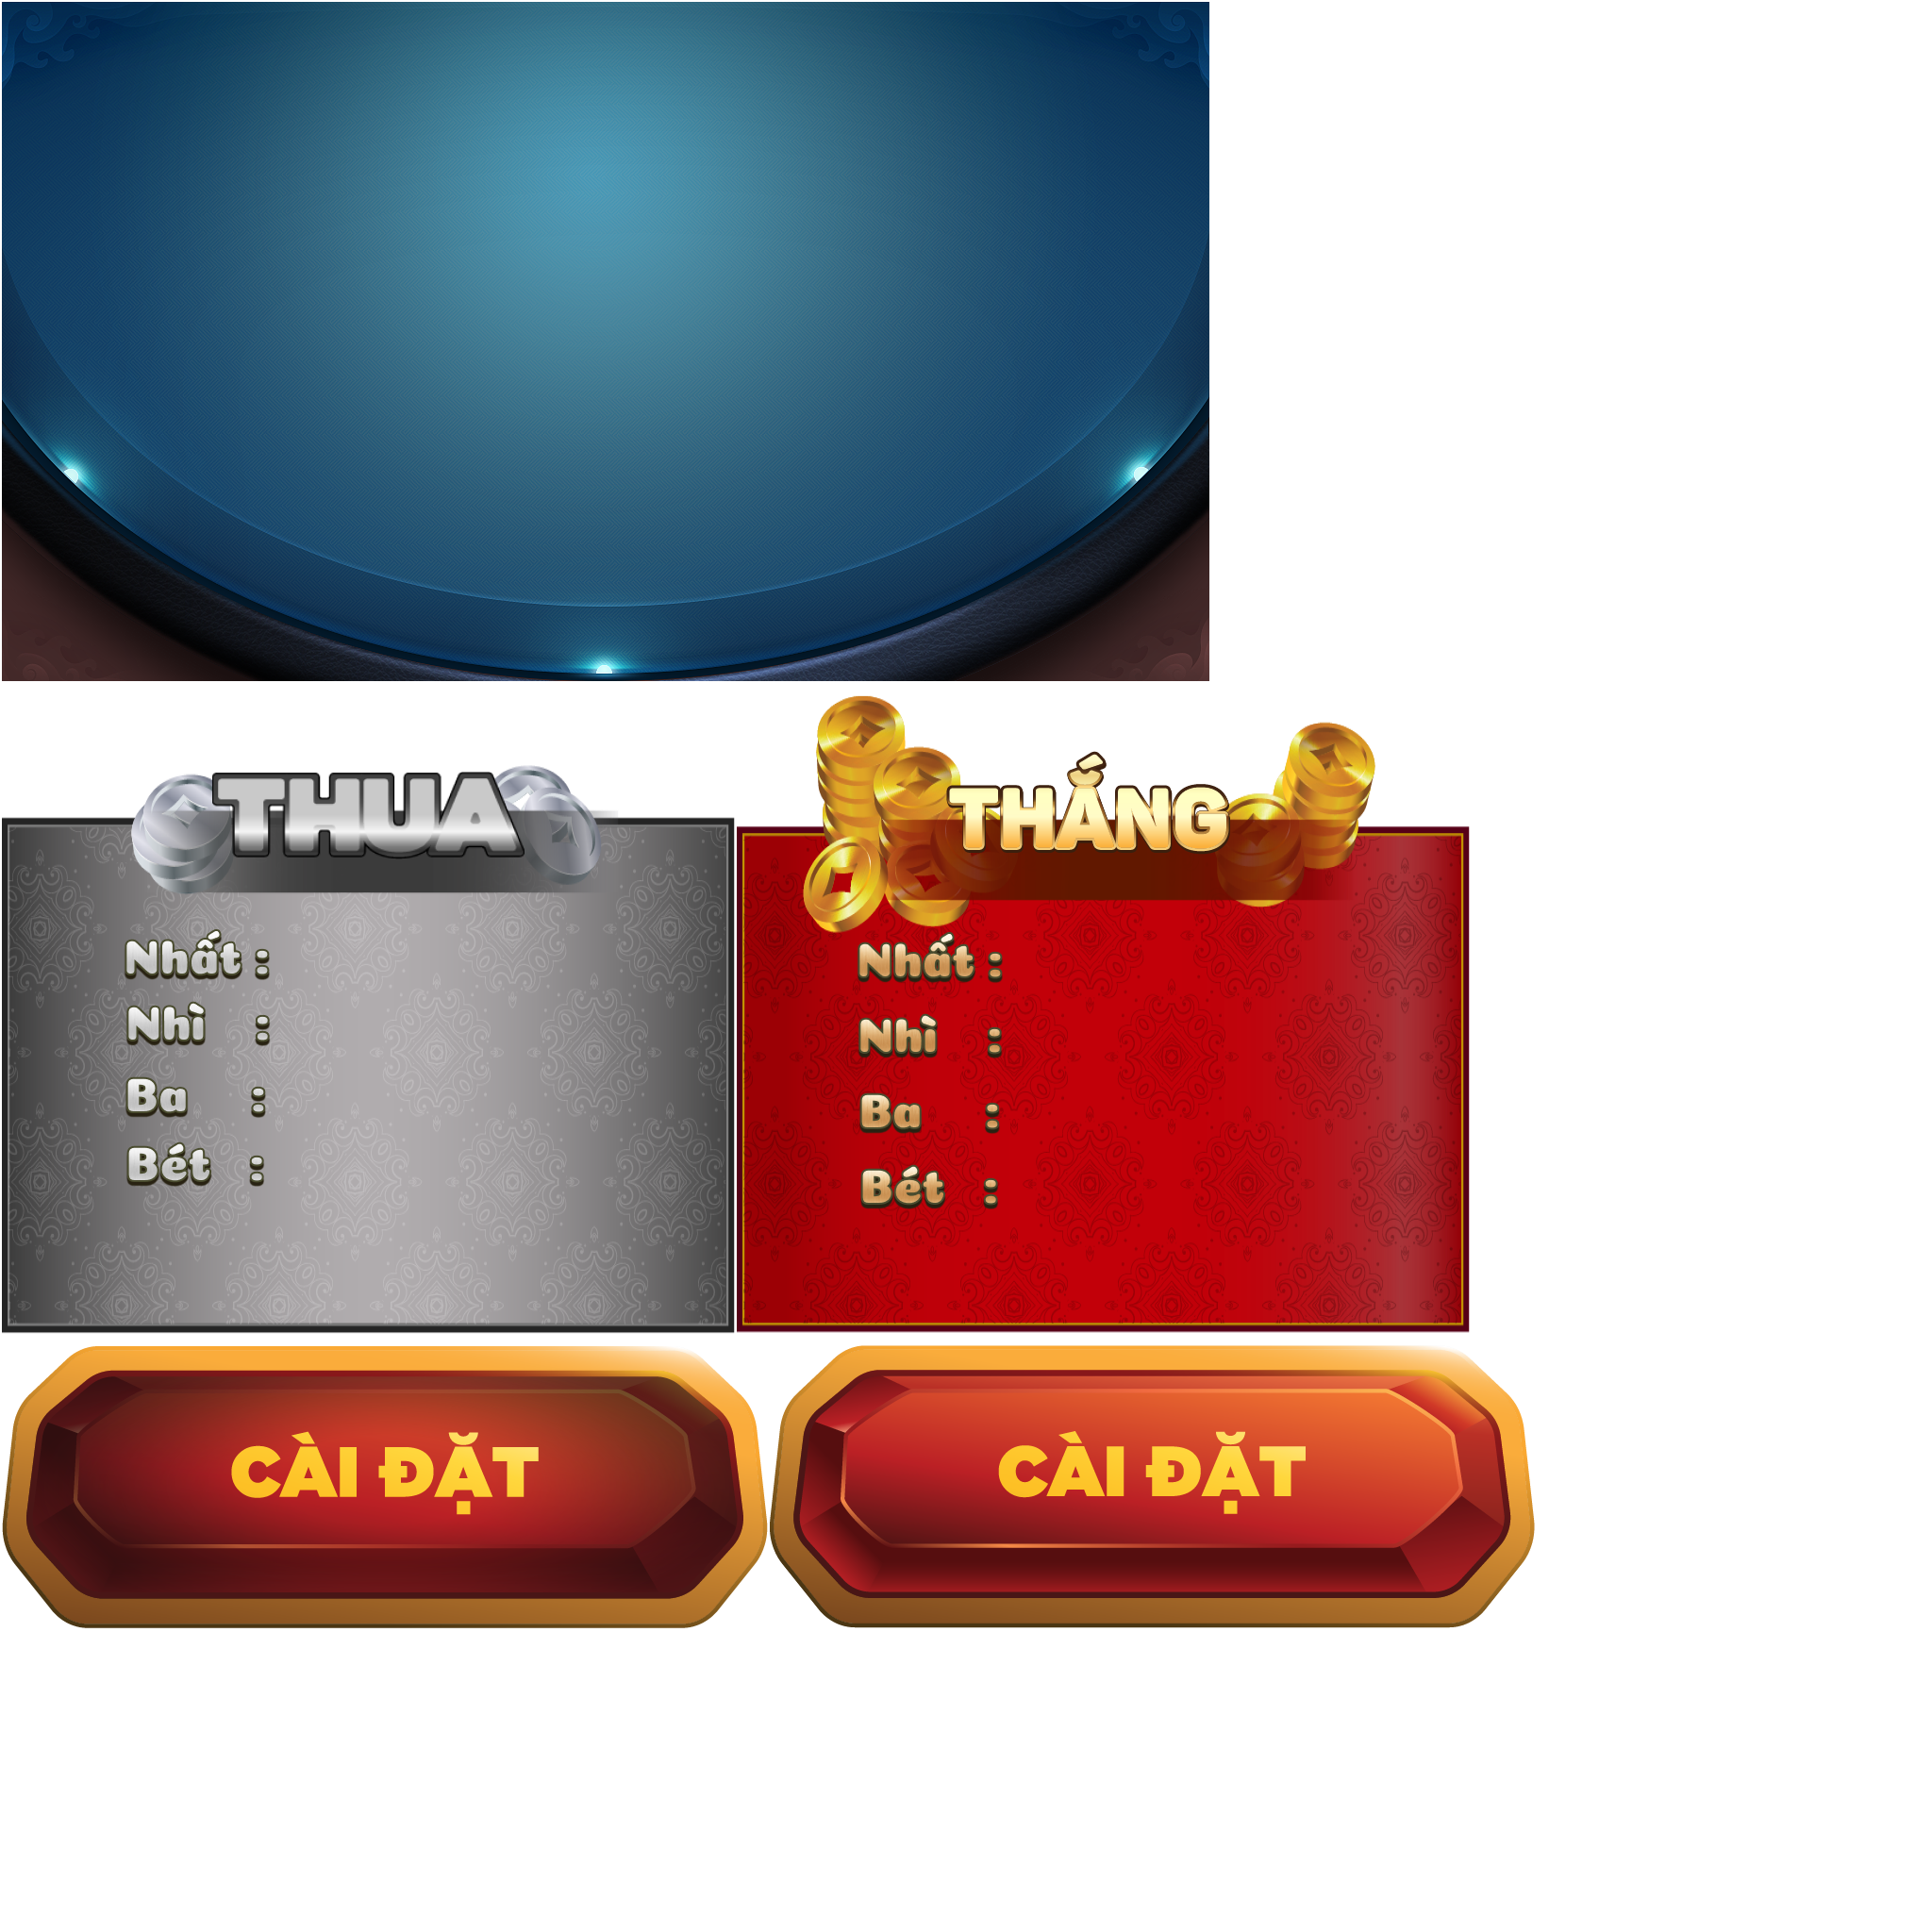 THUA
Nhất :
Nhì :
Ba :
Bét :
THẮNG
Nhất :
Nhì :
Ba :
Bét :
CÀI ĐẶT
CÀI ĐẶT